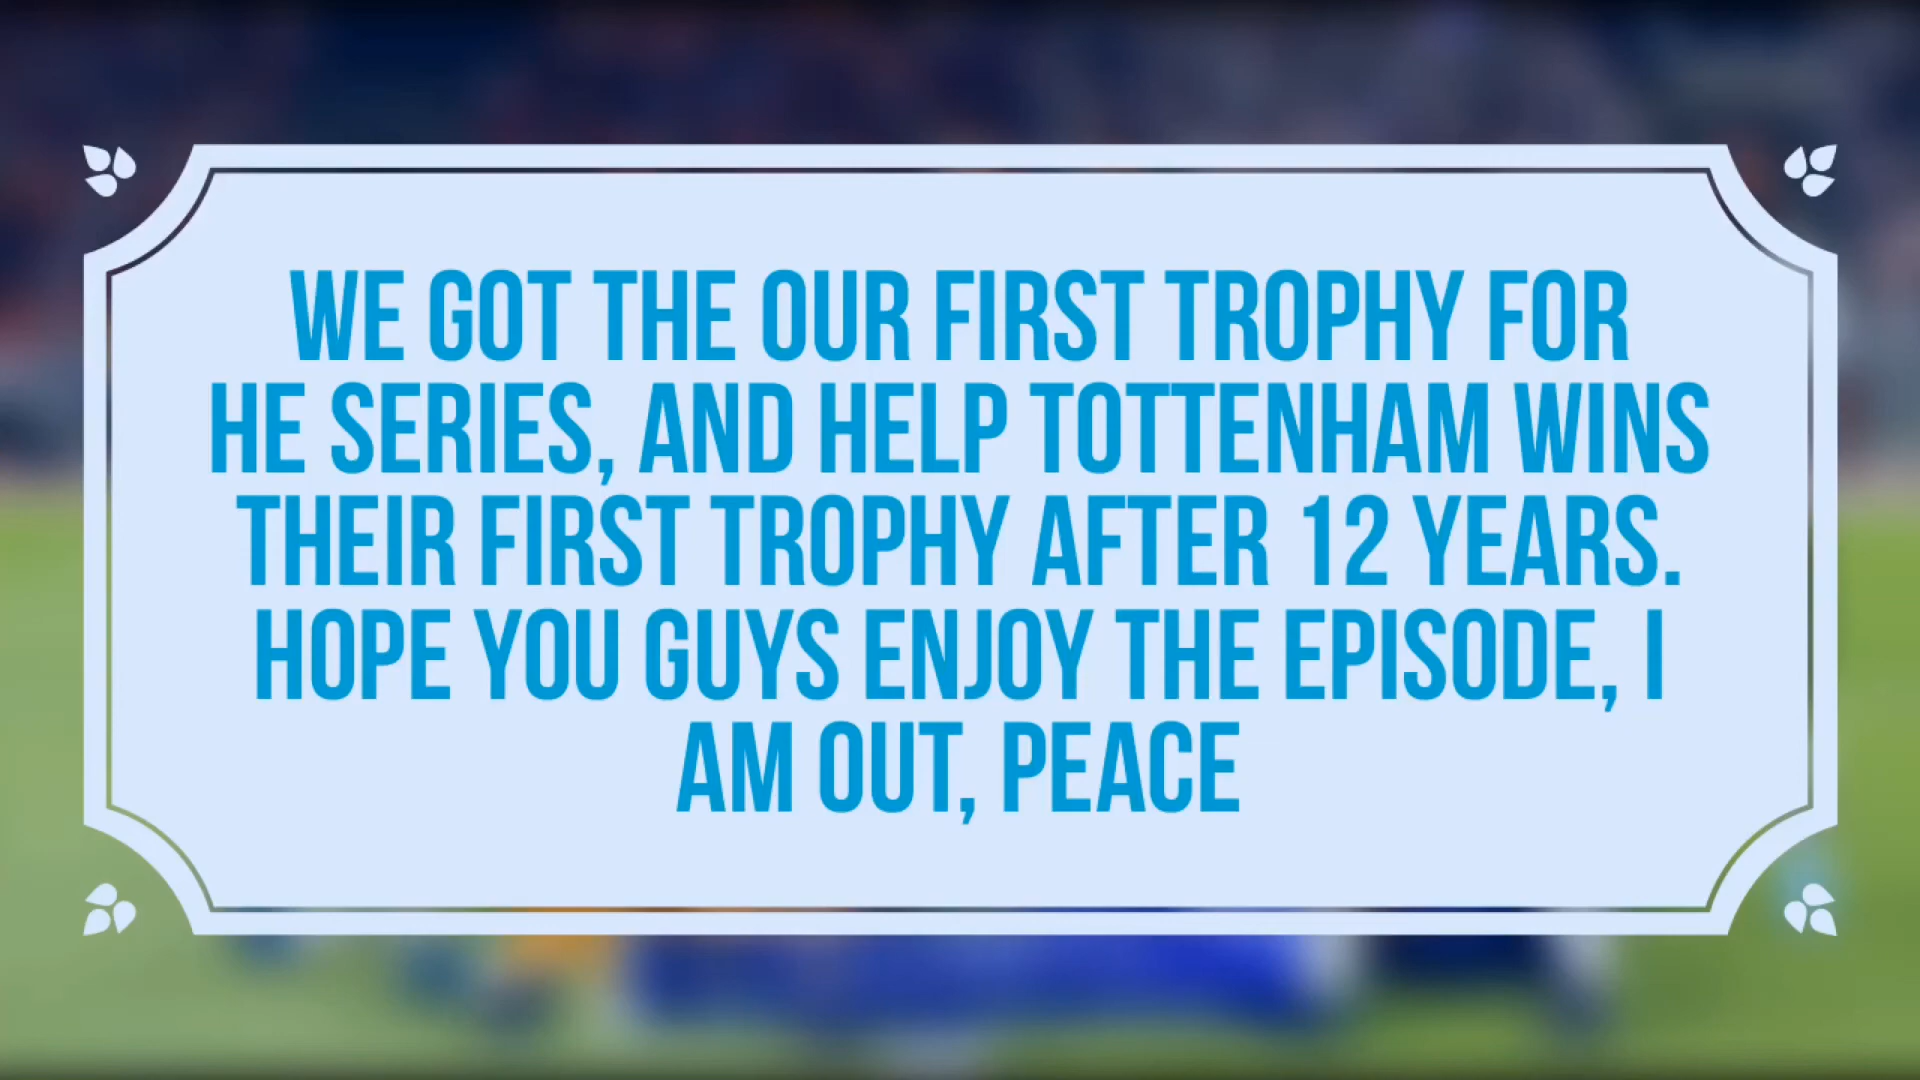 WE GOT THE OUR FIRST TROPHY FOR
HE SERIES, AND HELP TOTTENHAM WINS
THEIR FIRST TROPHY AFTER 12 YEARS.
HOPE YOU GUYS ENJOY THE EPISODE, I
AM OUT, PEACE